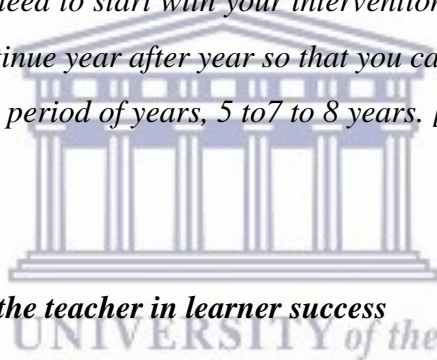 need to start with your intervention
tinue year after year so that you ca
period of years, 5 to7 to 8 years. [
the teacher in learner success
UNIVERSITY of the